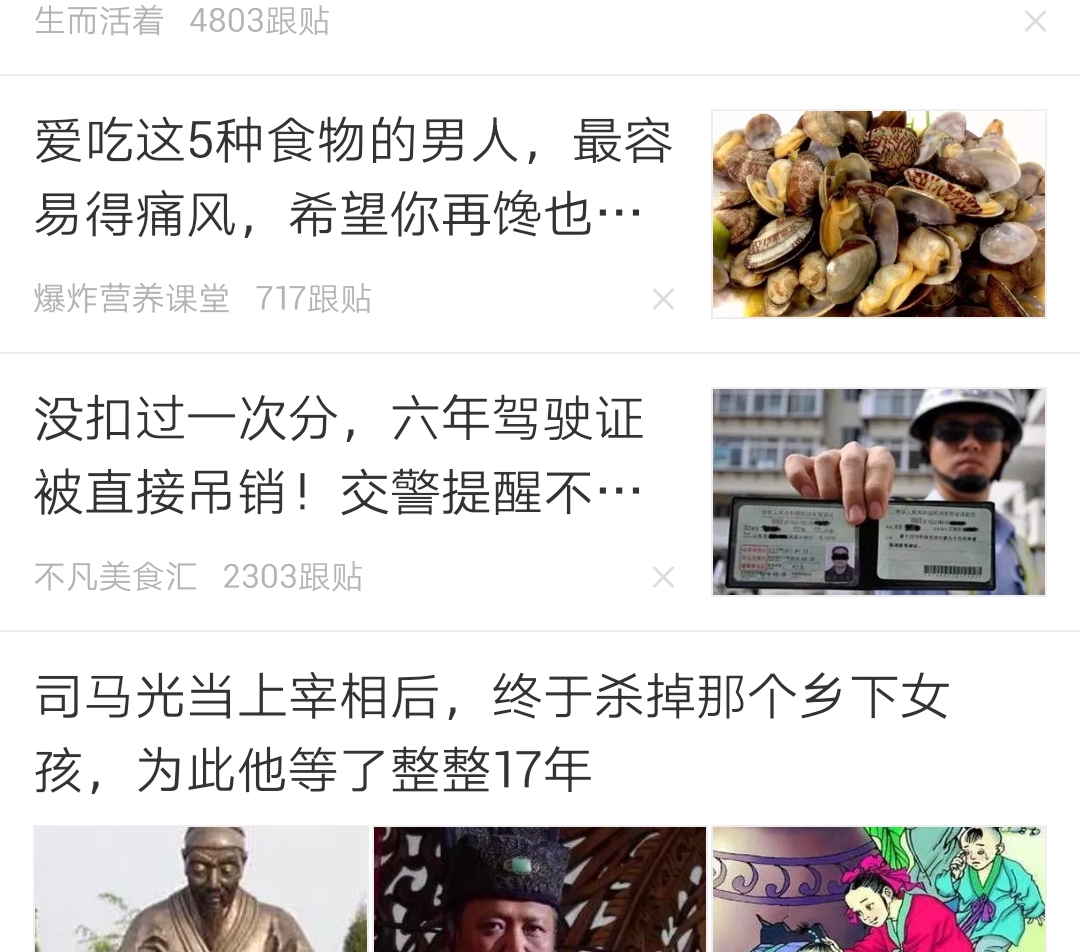 生而活着 4803跟贴
爱吃这5种食物的男人，最容
易得痛风，希望你再馋也…
爆炸营养课堂 717跟贴
没扣过一次分，六年驾驶证
被直接吊销！交警提醒不…
不凡美食汇 2303跟贴
司马光当上宰相后，终于杀掉那个乡下女
孩，为此他等了整整17年